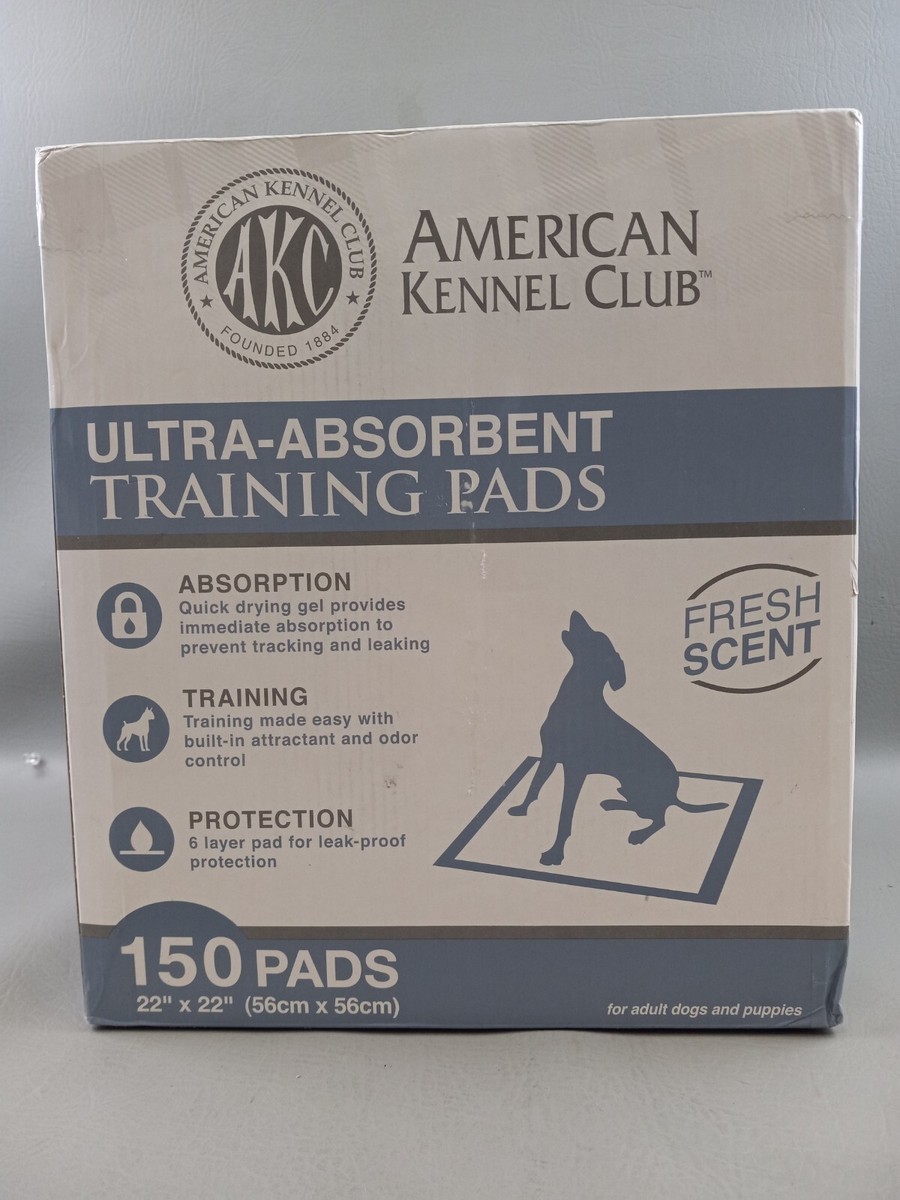 AMERICAN KENNEL CLUB
AKC
FOUNDED 1884
AMERICAN
KENNEL CLUB™
ULTRA-ABSORBENT
TRAINING PADS
ABSORPTION
Quick drying gel provides
immediate absorption to
prevent tracking and leaking
FRESH
SCENT
TRAINING
Training made easy with
built-in attractant and odor
control
PROTECTION
6 layer pad for leak-proof
protection
150 PADS
22" x 22" (56cm x 56cm)
for adult dogs and puppies